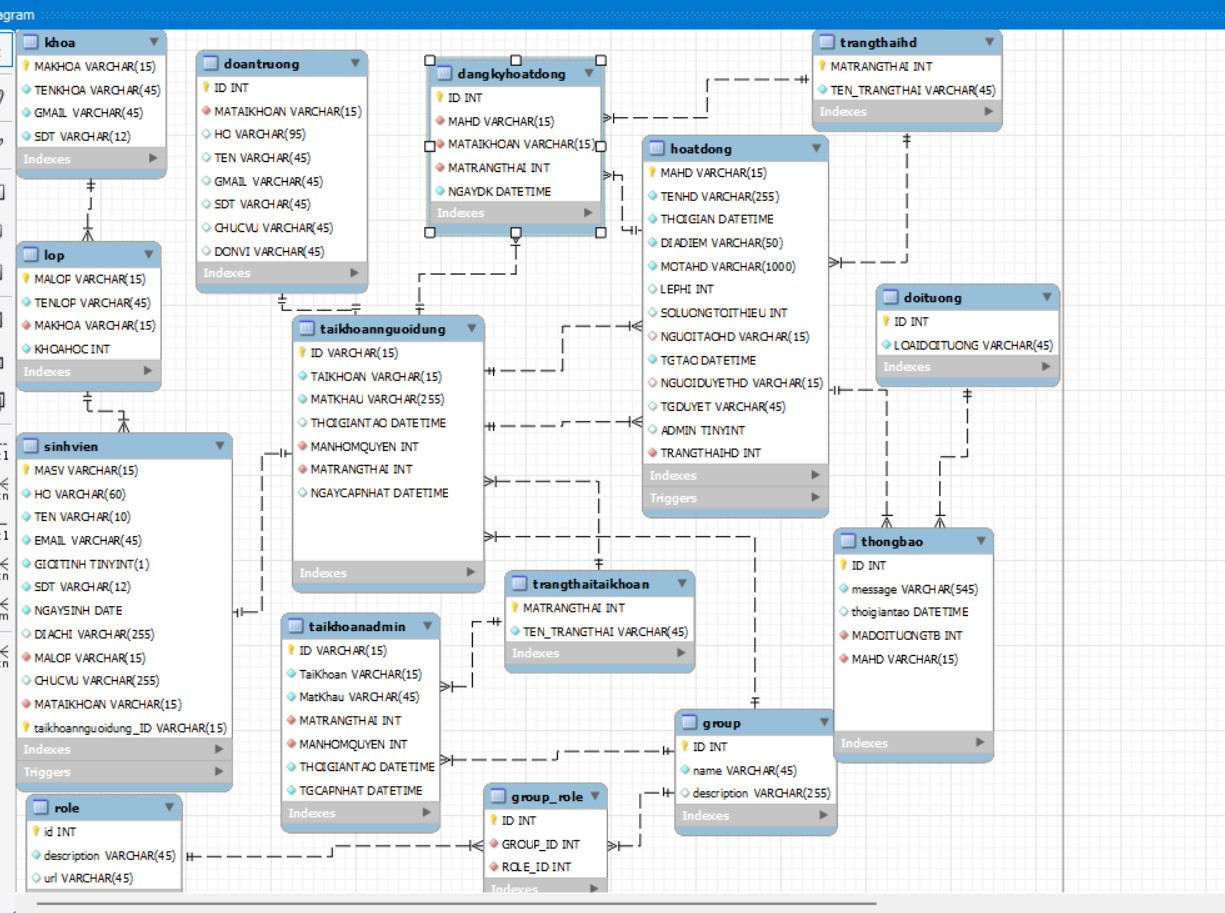 agram
khoa
MAKHOA VARCHAR(15)
TENKHOA VARCHAR(45)
GMAIL VARCHAR(45)
SDT VARCHAR(12)
Indexes
doantruong
ID INT
MATAIKHOAN VARCHAR(15)
HO VARCHAR(95)
TEN VARCHAR(45)
GMAIL VARCHAR(45)
SDT VARCHAR(45)
CHUCVU VARCHAR(45)
DONVI VARCHAR(45)
Indexes
dangkyhoatdong
ID INT
MAHD VARCHAR(15)
MATAIKHOAN VARCHAR(15)
MATRANGTHAI INT
NGAYDK DATETIME
Indexes
trangthaihd
MATRANGTHAI INT
TEN_TRANGTHAI VARCHAR(45)
Indexes
hoatdong
MAHD VARCHAR(15)
TENHD VARCHAR(255)
THOIGIAN DATETIME
DIADIEM VARCHAR(50)
MOTAHD VARCHAR(1000)
LEPHI INT
SOLUONGTOITHIEU INT
NGUOITAOHD VARCHAR(15)
TGTAO DATETIME
NGUOIDUYETHD VARCHAR(15)
TGDUYET VARCHAR(45)
ADMIN TINYINT
TRANGTHAIHD INT
Indexes
Triggers
lop
MALOP VARCHAR(15)
TENLOP VARCHAR(45)
MAKHOA VARCHAR(15)
KHOAHOC INT
Indexes
doituong
ID INT
LOAIDOITUONG VARCHAR(45)
Indexes
taikhoannguoidung
ID VARCHAR(15)
TAIKHOAN VARCHAR(15)
MATKHAU VARCHAR(255)
THOIGIANTAO DATETIME
MANHOMQUYEN INT
MATRANGTHAI INT
NGAYCAPNHAT DATETIME
Indexes
sinhvien
MASV VARCHAR(15)
HO VARCHAR(60)
TEN VARCHAR(10)
EMAIL VARCHAR(45)
GIOITINH TINYINT(1)
SDT VARCHAR(12)
NGAYSINH DATE
DIACHI VARCHAR(255)
MALOP VARCHAR(15)
CHUCVU VARCHAR(255)
MATAIKHOAN VARCHAR(15)
taikhoannguoidung_ID VARCHAR(15)
Indexes
Triggers
thongbao
ID INT
message VARCHAR(545)
thoigiantao DATETIME
MADOITUONGTB INT
MAHD VARCHAR(15)
Indexes
trangthaitaikhoan
MATRANGTHAI INT
TEN_TRANGTHAI VARCHAR(45)
Indexes
taikhoanadmin
ID VARCHAR(15)
TaiKhoan VARCHAR(15)
MatKhau VARCHAR(45)
MATRANGTHAI INT
MANHOMQUYEN INT
THOIGIANTAO DATETIME
TGCAPNHAT DATETIME
Indexes
group
ID INT
name VARCHAR(45)
description VARCHAR(255)
Indexes
group_role
ID INT
GROUP_ID INT
ROLE_ID INT
Indexes
role
id INT
description VARCHAR(45)
url VARCHAR(45)